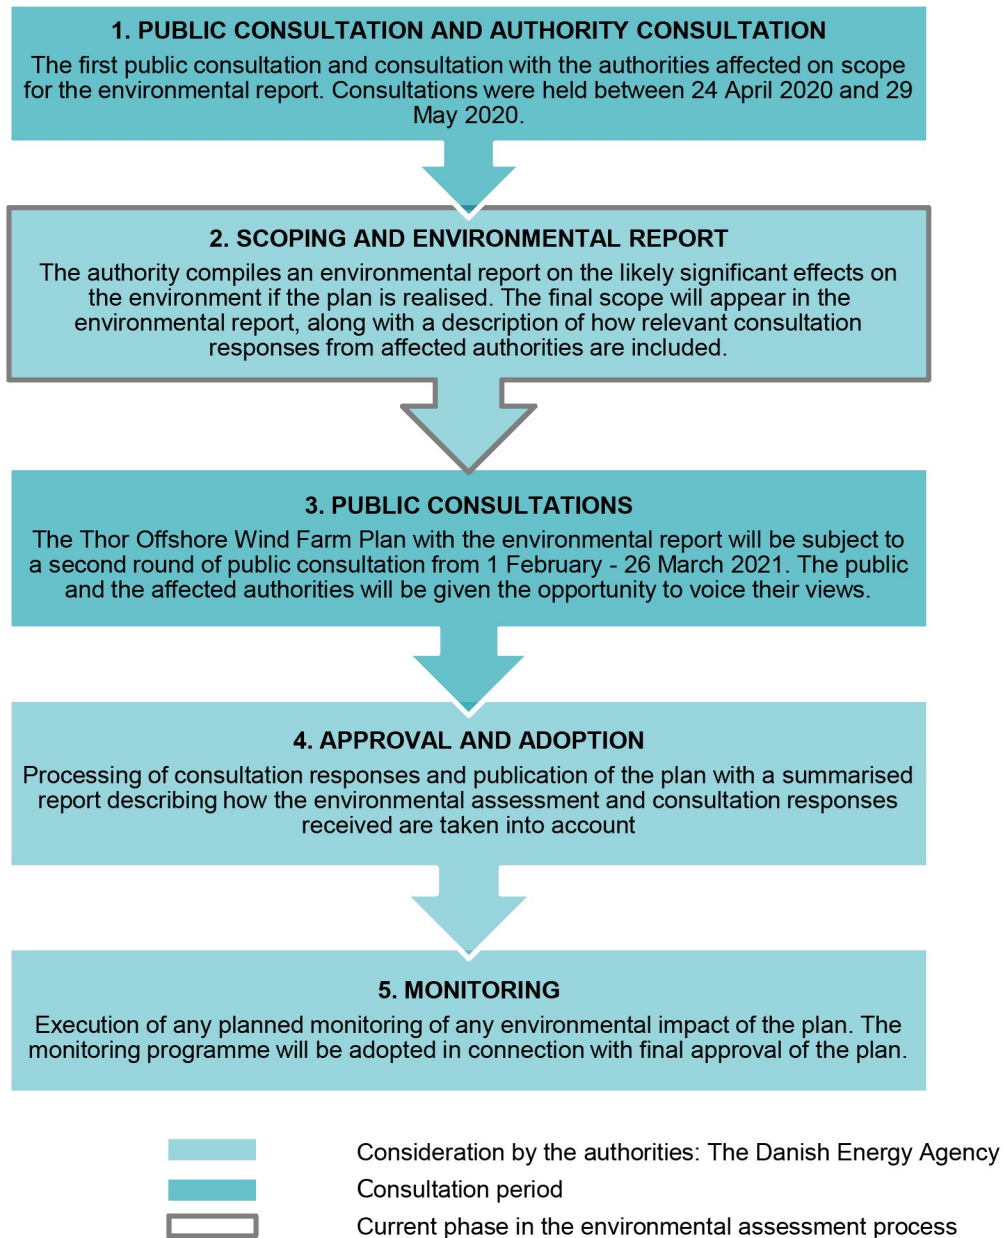 1. PUBLIC CONSULTATION AND AUTHORITY CONSULTATION
The first public consultation and consultation with the authorities affected on scope
for the environmental report. Consultations were held between 24 April 2020 and 29
May 2020.
2. SCOPING AND ENVIRONMENTAL REPORT
The authority compiles an environmental report on the likely significant effects on
the environment if the plan is realised. The final scope will appear in the
environmental report, along with a description of how relevant consultation
responses from affected authorities are included.
3. PUBLIC CONSULTATIONS
The Thor Offshore Wind Farm Plan with the environmental report will be subject to
a second round of public consultation from 1 February - 26 March 2021. The public
and the affected authorities will be given the opportunity to voice their views.
4. APPROVAL AND ADOPTION
Processing of consultation responses and publication of the plan with a summarised
report describing how the environmental assessment and consultation responses
received are taken into account
5. MONITORING
Execution of any planned monitoring of any environmental impact of the plan. The
monitoring programme will be adopted in connection with final approval of the plan.
Consideration by the authorities: The Danish Energy Agency
Consultation period
Current phase in the environmental assessment process